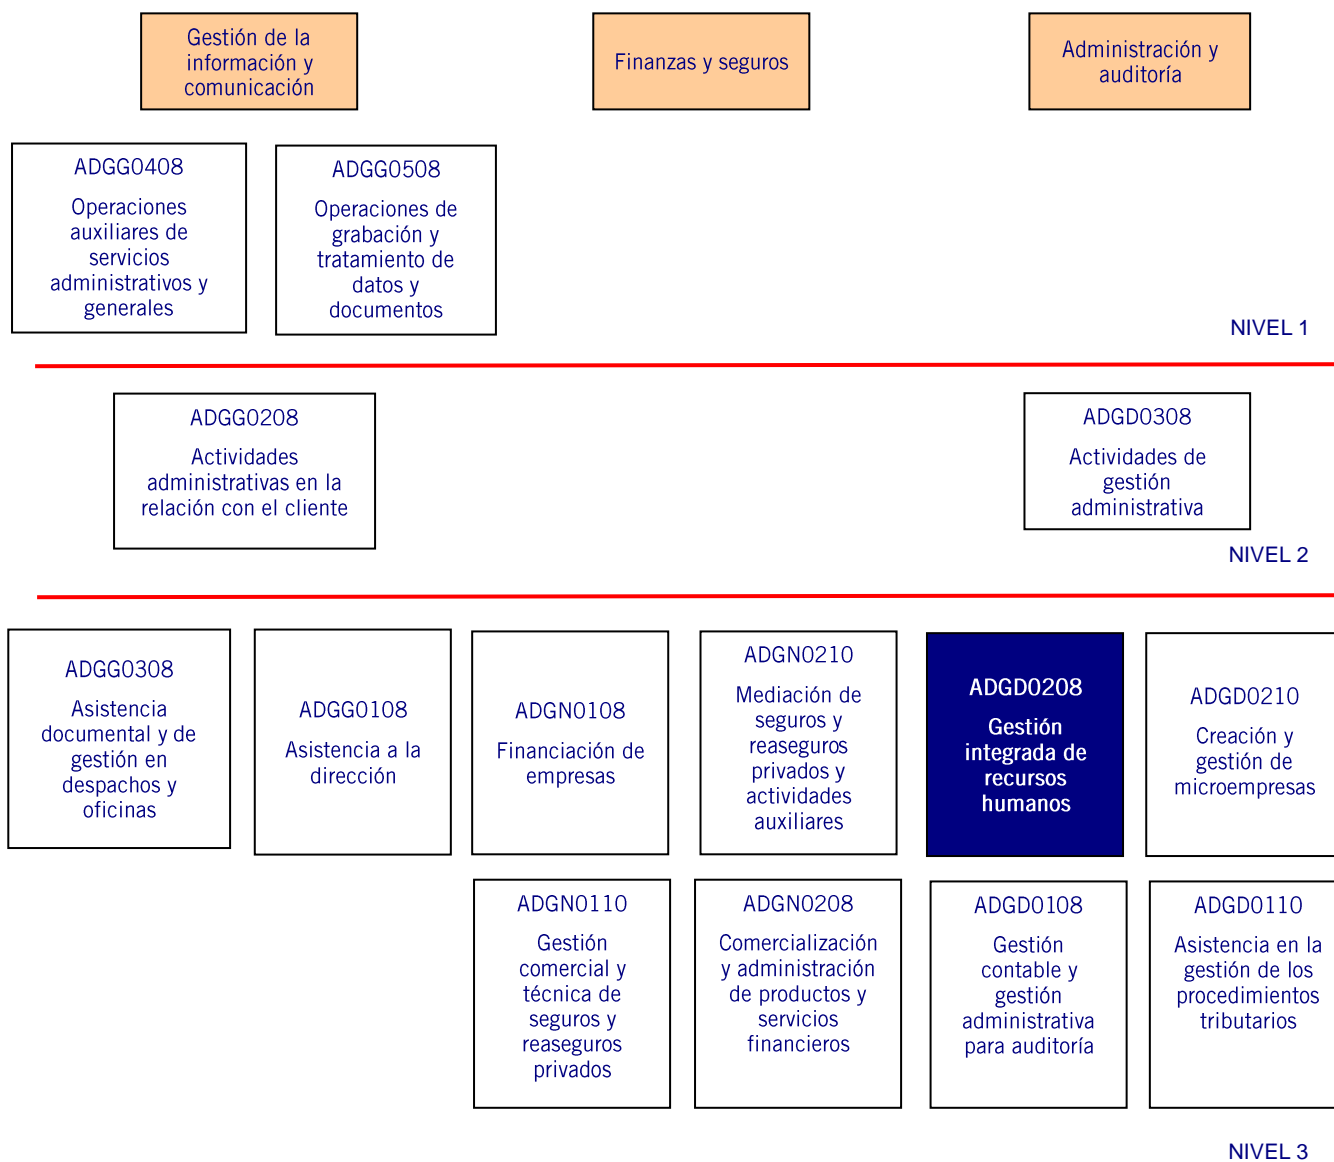 Gestión de la
información y
comunicación
Finanzas y seguros
Administración y
auditoría
ADGG0408
Operaciones
auxiliares de
servicios
administrativos y
generales
ADGG0508
Operaciones de
grabación y
tratamiento de
datos y
documentos
NIVEL 1
ADGG0208
Actividades
administrativas en la
relación con el cliente
ADGD0308
Actividades de
gestión
administrativa
NIVEL 2
ADGG0308
Asistencia
documental y de
gestión en
despachos y
oficinas
ADGG0108
Asistencia a la
dirección
ADGN0108
Financiación de
empresas
ADGN0210
Mediación de
seguros y
reaseguros
privados y
actividades
auxiliares
ADGD0208
Gestión
integrada de
recursos
humanos
ADGD0210
Creación y
gestión de
microempresas
ADGN0110
Gestión
comercial y
técnica de
seguros y
reaseguros
privados
ADGN0208
Comercialización
y administración
de productos y
servicios
financieros
ADGD0108
Gestión
contable y
gestión
administrativa
para auditoría
ADGD0110
Asistencia en la
gestión de los
procedimientos
tributarios
NIVEL 3